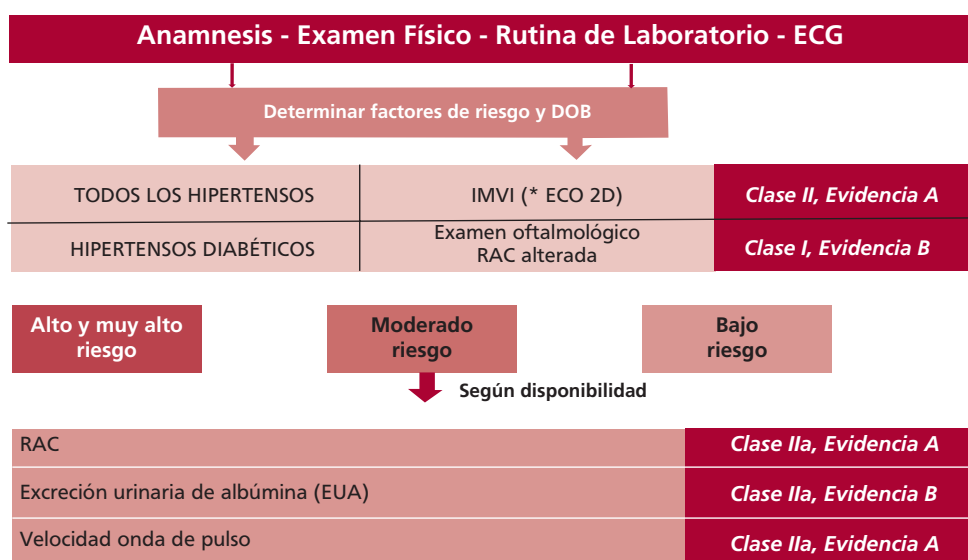 Anamnesis - Examen Físico - Rutina de Laboratorio - ECG
Determinar factores de riesgo y DOB
TODOS LOS HIPERTENSOS
IMVI (* ECO 2D)
Clase II, Evidencia A
HIPERTENSOS DIABÉTICOS
Examen oftalmológico
RAC alterada
Clase I, Evidencia B
Alto y muy alto
riesgo
Moderado
riesgo
Bajo
riesgo
Según disponibilidad
RAC
Clase IIa, Evidencia A
Excreción urinaria de albúmina (EUA)
Clase IIa, Evidencia B
Velocidad onda de pulso
Clase IIa, Evidencia A